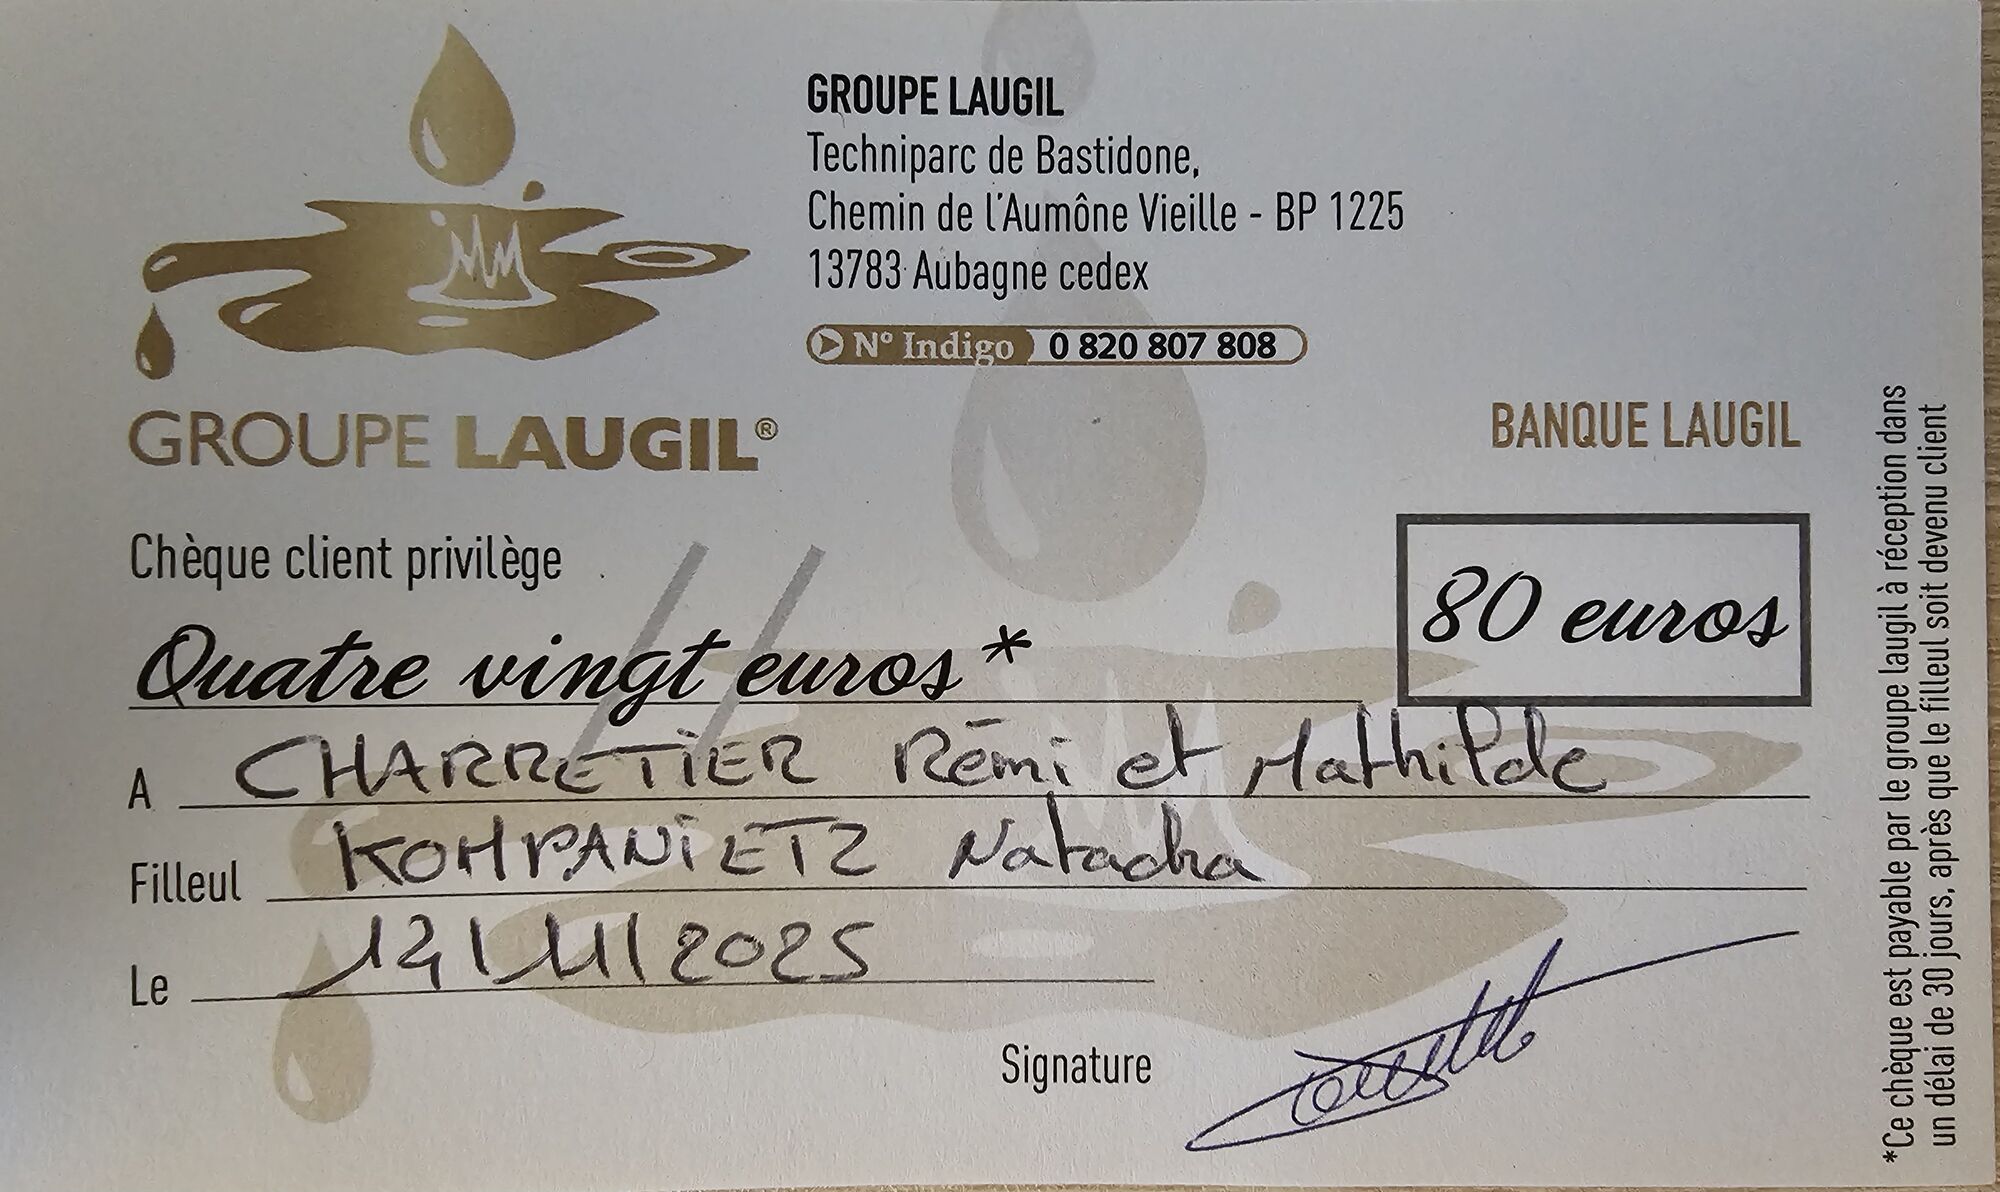 GROUPE LAUGIL
Techniparc de Bastidone,
Chemin de l'Aumône Vieille - BP 1225
13783 Aubagne cedex
N° Indigo 0 820 807 808
GROUPE LAUGIL®
BANQUE LAUGIL
Chèque client privilège
80 euros
Quatre vingt euros*
A CHARRETIER Rémi et Mathilde
Filleul KOMPANIETZ Natacha
Le 12/11/2025
Signature
*Ce chèque est payable par le groupe laugil à réception dans
un délai de 30 jours, après que le filleul soit devenu client